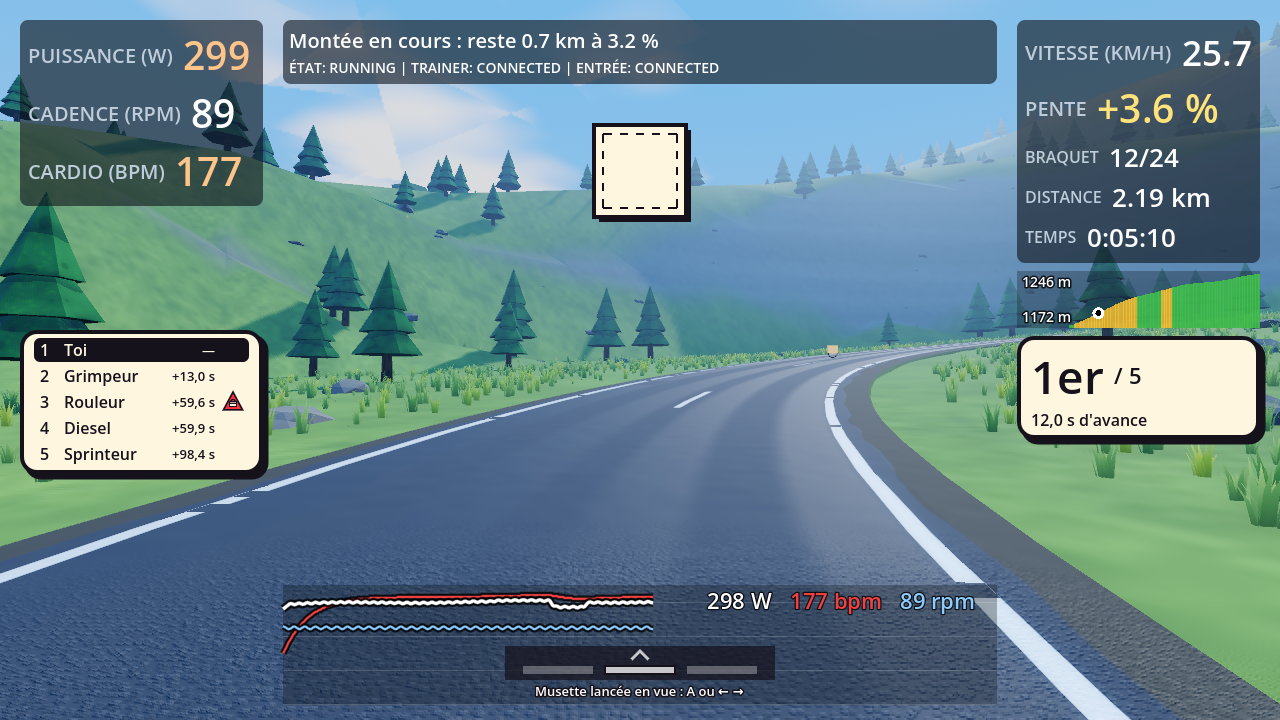 PUISSANCE (W) 299
CADENCE (RPM) 89
CARDIO (BPM) 177
Montée en cours : reste 0.7 km à 3.2 %
ÉTAT: RUNNING | TRAINER: CONNECTED | ENTRÉE: CONNECTED
VITESSE (KM/H) 25.7
PENTE +3.6 %
BRAQUET 12/24
DISTANCE 2.19 km
TEMPS 0:05:10
1246 m
1172 m
1 Toi —
2 Grimpeur +13,0 s
3 Rouleur +59,6 s
4 Diesel +59,9 s
5 Sprinteur +98,4 s
1er / 5
12,0 s d'avance
298 W 177 bpm 89 rpm
Musette lancée en vue : A ou ← →